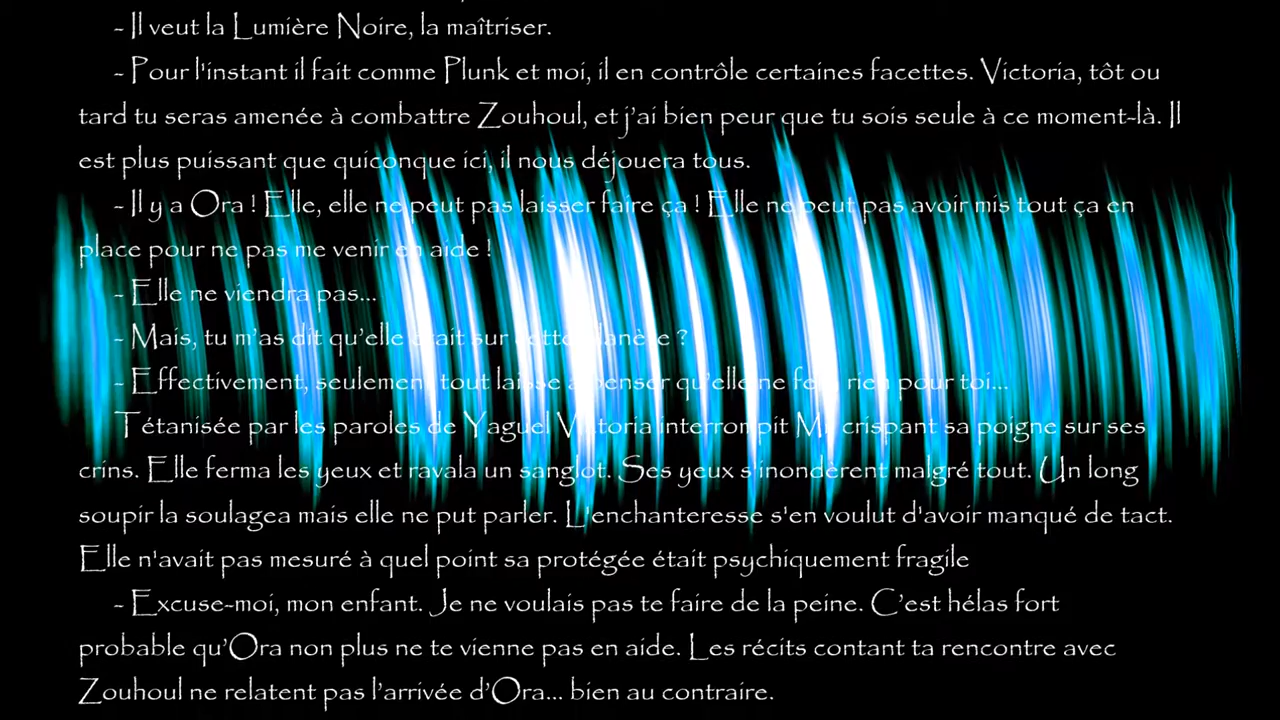 - Il veut la Lumière Noire, la maîtriser.
- Pour l'instant il fait comme Plunk et moi, il en contrôle certaines facettes. Victoria, tôt ou
tard tu seras amenée à combattre Zouhoul, et j'ai bien peur que tu sois seule à ce moment-là. Il
est plus puissant que quiconque ici, il nous déjouera tous.
- Il y a Ora ! Elle, elle ne peut pas laisser faire ça ! Elle ne peut pas avoir mis tout ça en
place pour ne pas me venir en aide !
- Elle ne viendra pas...
- Mais, tu m'as dit qu'elle était sur cette planète ?
- Effectivement, seulement tout laisse à penser qu'elle ne fera rien pour toi...
Tétanisée par les paroles de Yaguel Victoria interrompit crispant sa poigne sur ses
crins. Elle ferma les yeux et ravala un sanglot. Ses yeux s'inondèrent malgré tout. Un long
soupir la soulagea mais elle ne put parler. L'enchanteresse s'en voulut d'avoir manqué de tact.
Elle n'avait pas mesuré à quel point sa protégée était psychiquement fragile
- Excuse-moi, mon enfant. Je ne voulais pas te faire de la peine. C'est hélas fort
probable qu'Ora non plus ne te vienne pas en aide. Les récits contant ta rencontre avec
Zouhoul ne relatent pas l'arrivée d'Ora... bien au contraire.